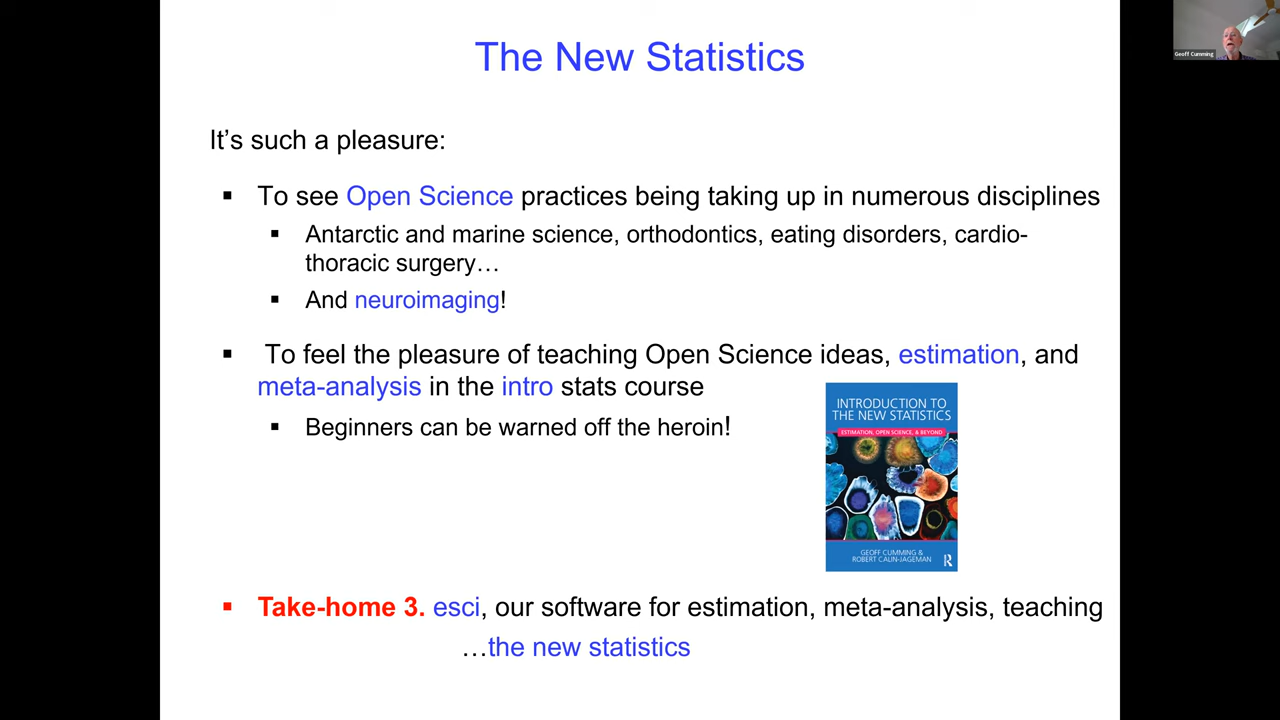 The New Statistics
Geoff Cumming
It's such a pleasure:
▪ To see Open Science practices being taking up in numerous disciplines
▪ Antarctic and marine science, orthodontics, eating disorders, cardio-
thoracic surgery…
▪ And neuroimaging!
▪ To feel the pleasure of teaching Open Science ideas, estimation, and
meta-analysis in the intro stats course
▪ Beginners can be warned off the heroin!
INTRODUCTION TO
THE NEW STATISTICS
ESTIMATION, OPEN SCIENCE, & BEYOND
GEOFF CUMMING &
ROBERT CALIN-JAGEMAN
R
▪ Take-home 3. esci, our software for estimation, meta-analysis, teaching
…the new statistics